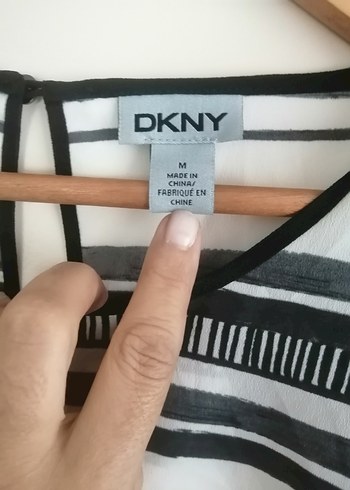 DKNY
M
MADE IN
CHINA/
FABRIQUÉ EN
CHINE